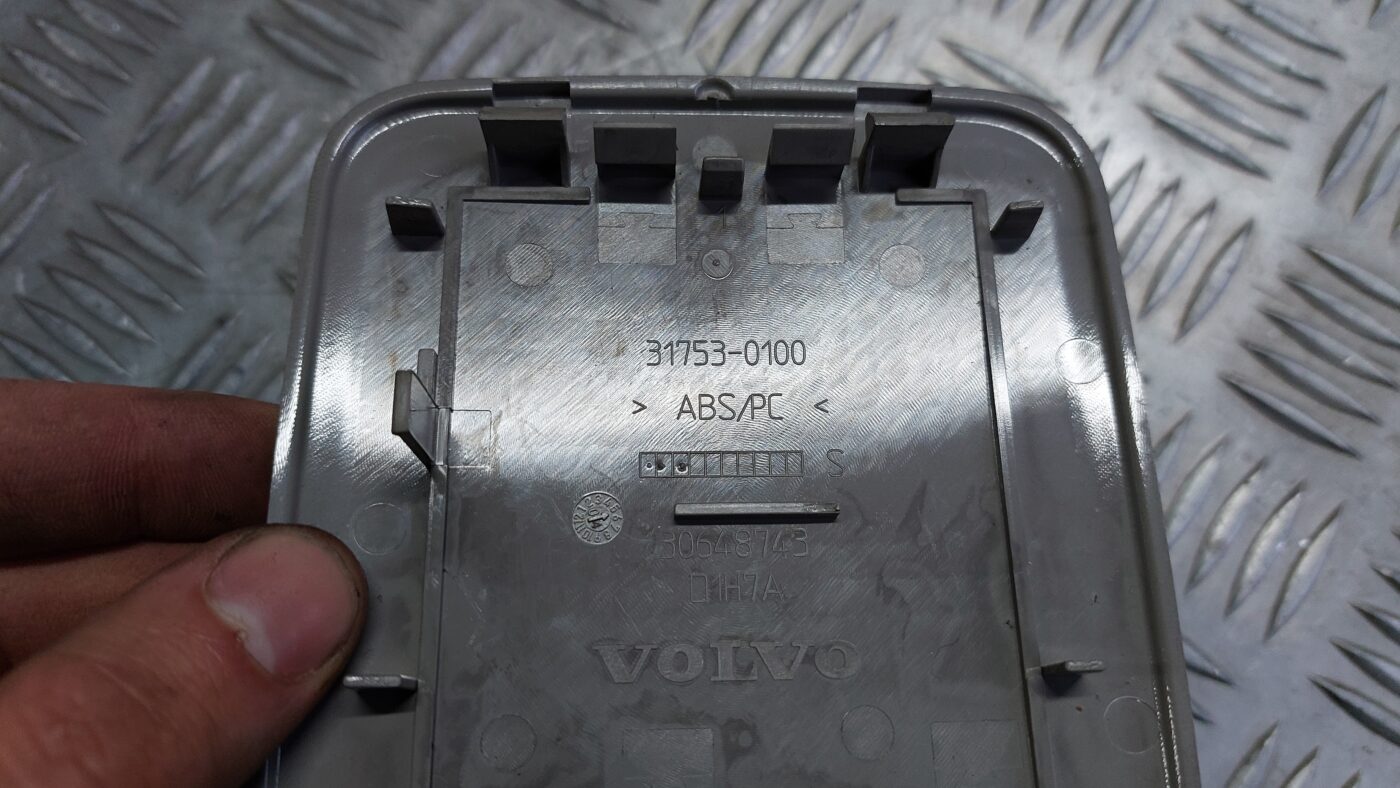 31753-0100
> ABS/PC <
S
30648743
D1H7A
VOLVO